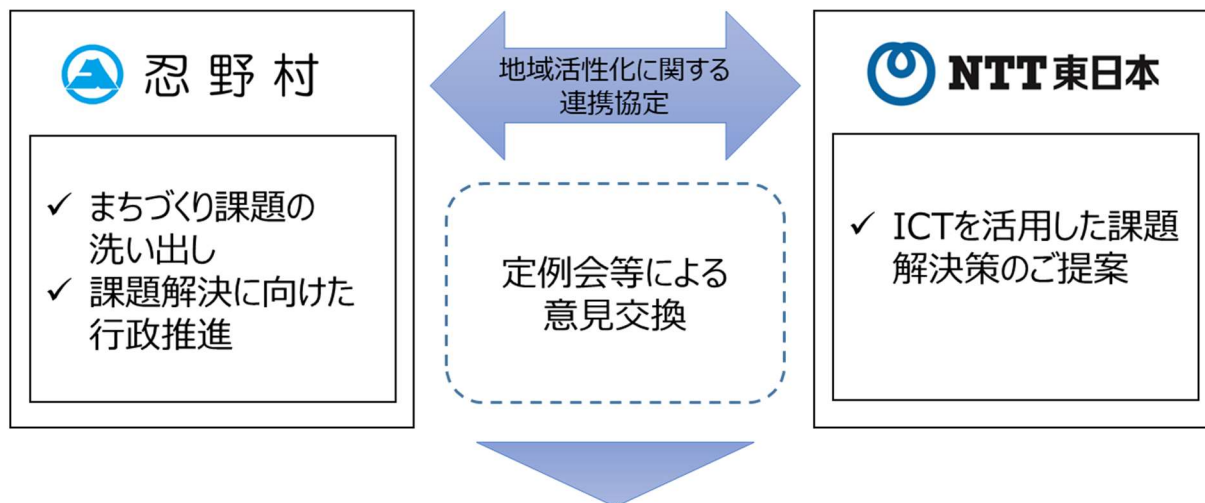 忍野村
地域活性化に関する
連携協定
NTT東日本
✓ まちづくり課題の
洗い出し
✓ 課題解決に向けた
行政推進
定例会等による
意見交換
✓ ICTを活用した課題
解決策のご提案